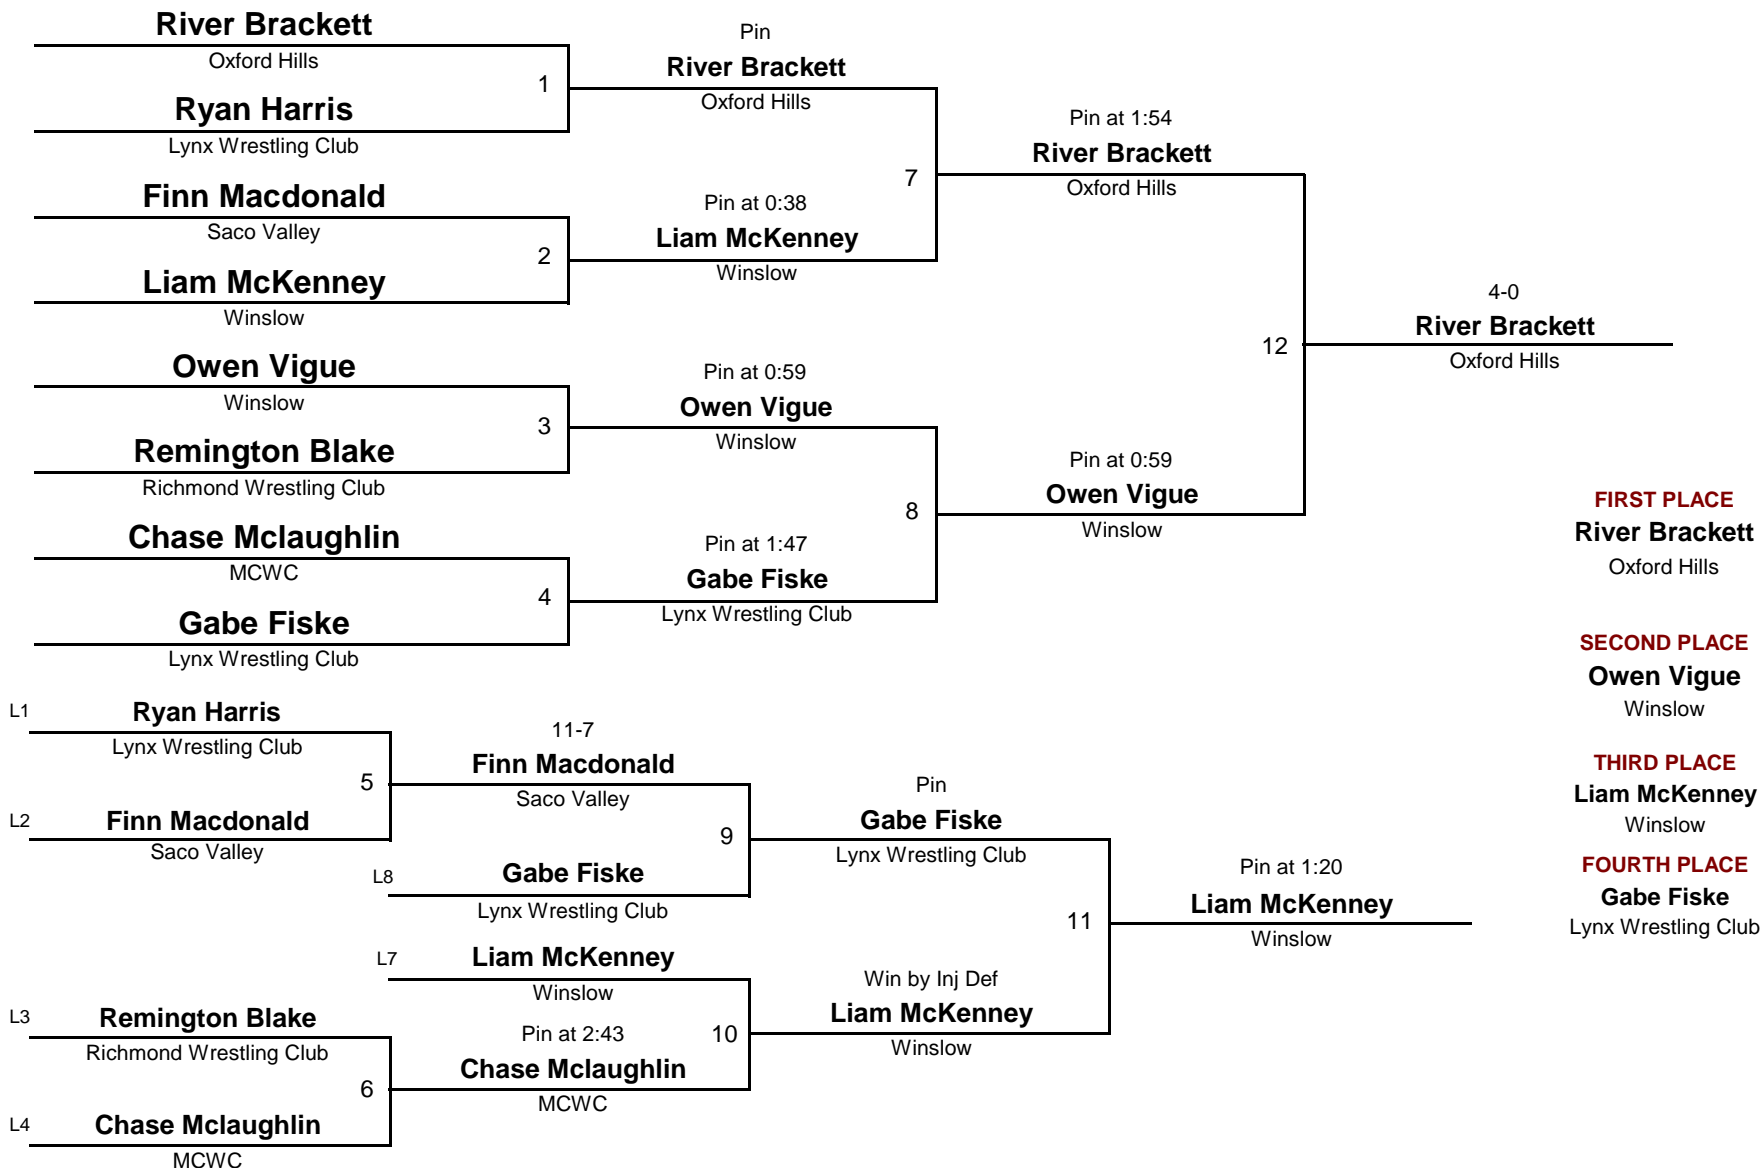 River Brackett
Oxford Hills
1
Ryan Harris
Lynx Wrestling Club
Finn Macdonald
Saco Valley
2
Liam McKenney
Winslow
Owen Vigue
Winslow
3
Remington Blake
Richmond Wrestling Club
Chase Mclaughlin
MCWC
4
Gabe Fiske
Lynx Wrestling Club
Pin
River Brackett
Oxford Hills
7
Pin at 0:38
Liam McKenney
Winslow
Pin at 0:59
Owen Vigue
Winslow
8
Pin at 1:47
Gabe Fiske
Lynx Wrestling Club
Pin at 1:54
River Brackett
Oxford Hills
12
Pin at 0:59
Owen Vigue
Winslow
4-0
River Brackett
Oxford Hills
FIRST PLACE
River Brackett
Oxford Hills
SECOND PLACE
Owen Vigue
Winslow
THIRD PLACE
Liam McKenney
Winslow
FOURTH PLACE
Gabe Fiske
Lynx Wrestling Club
L1
Ryan Harris
Lynx Wrestling Club
5
L2
Finn Macdonald
Saco Valley
11-7
Finn Macdonald
Saco Valley
9
L8
Gabe Fiske
Lynx Wrestling Club
L7
Liam McKenney
Winslow
10
L3
Remington Blake
Richmond Wrestling Club
6
L4
Chase Mclaughlin
MCWC
Pin at 2:43
Chase Mclaughlin
MCWC
Pin
Gabe Fiske
Lynx Wrestling Club
11
Win by Inj Def
Liam McKenney
Winslow
Pin at 1:20
Liam McKenney
Winslow